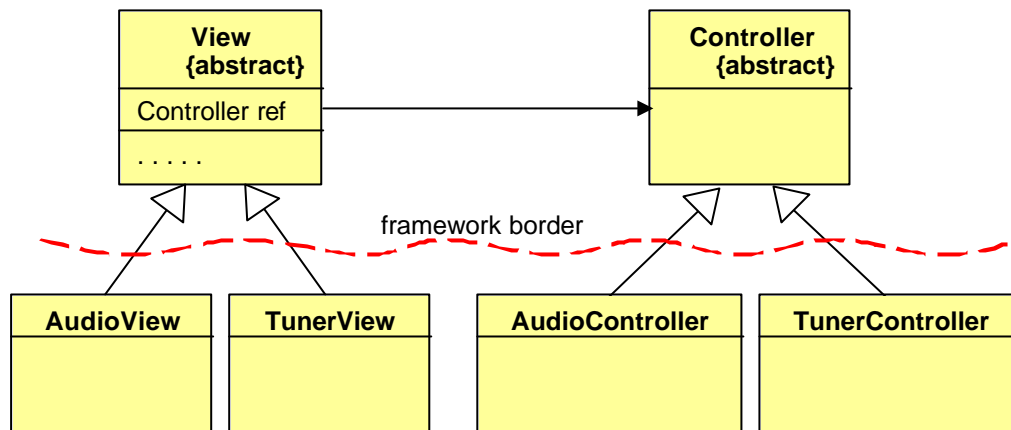 View
{abstract}
Controller ref
. . . . .
Controller
{abstract}
framework border
AudioView
TunerView
AudioController
TunerController